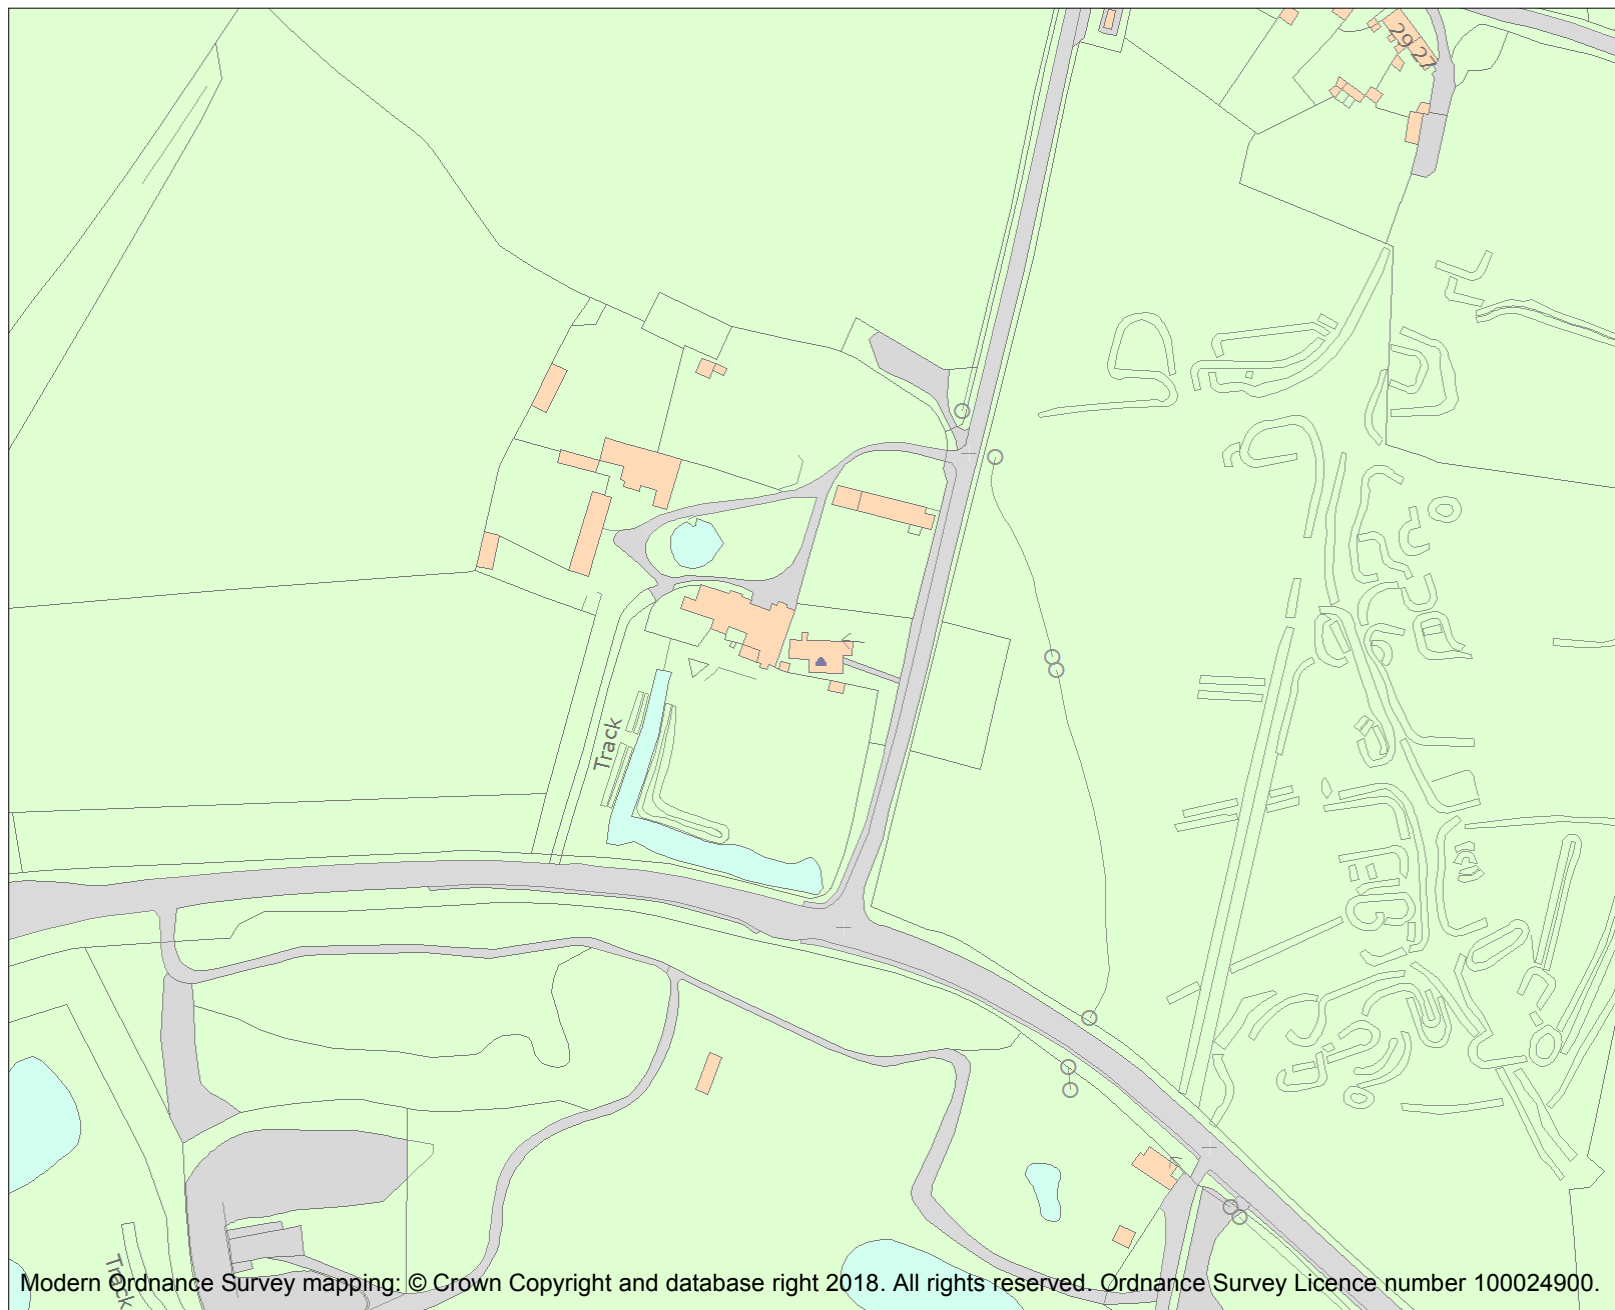 29
27
Track
Track
Modern Ordnance Survey mapping: © Crown Copyright and database right 2018. All rights reserved. Ordnance Survey Licence number 100024900.